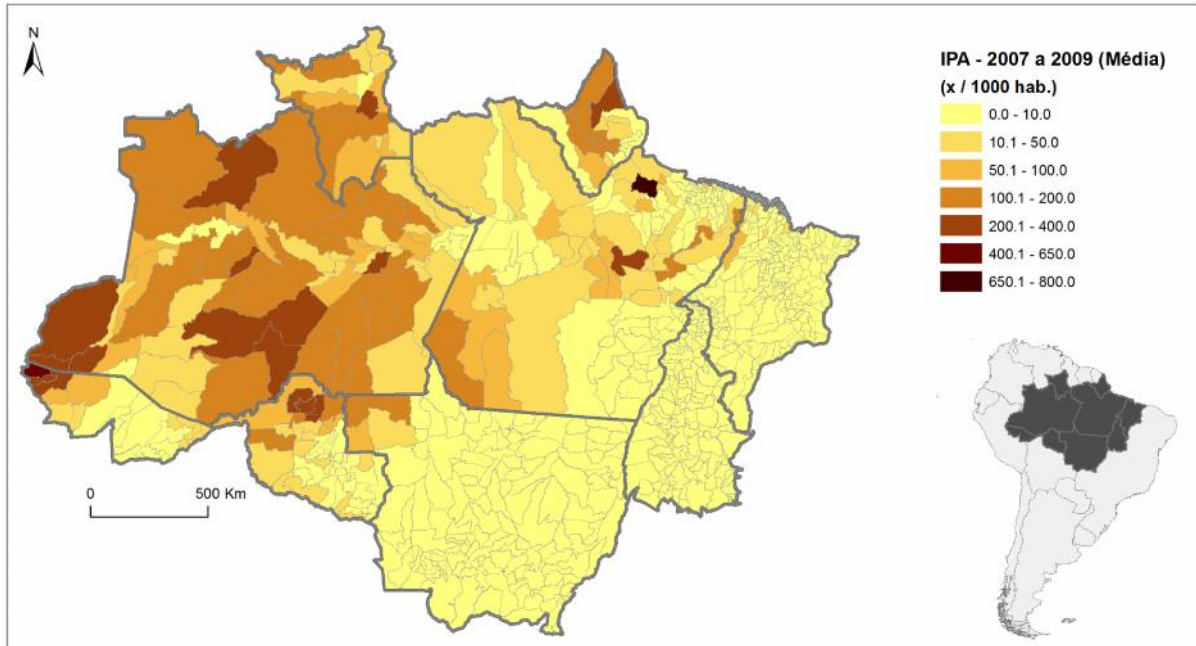 N
IPA - 2007 a 2009 (Média)
(x / 1000 hab.)
0.0 - 10.0
10.1 - 50.0
50.1 - 100.0
100.1 - 200.0
200.1 - 400.0
400.1 - 650.0
650.1 - 800.0
0 500 Km